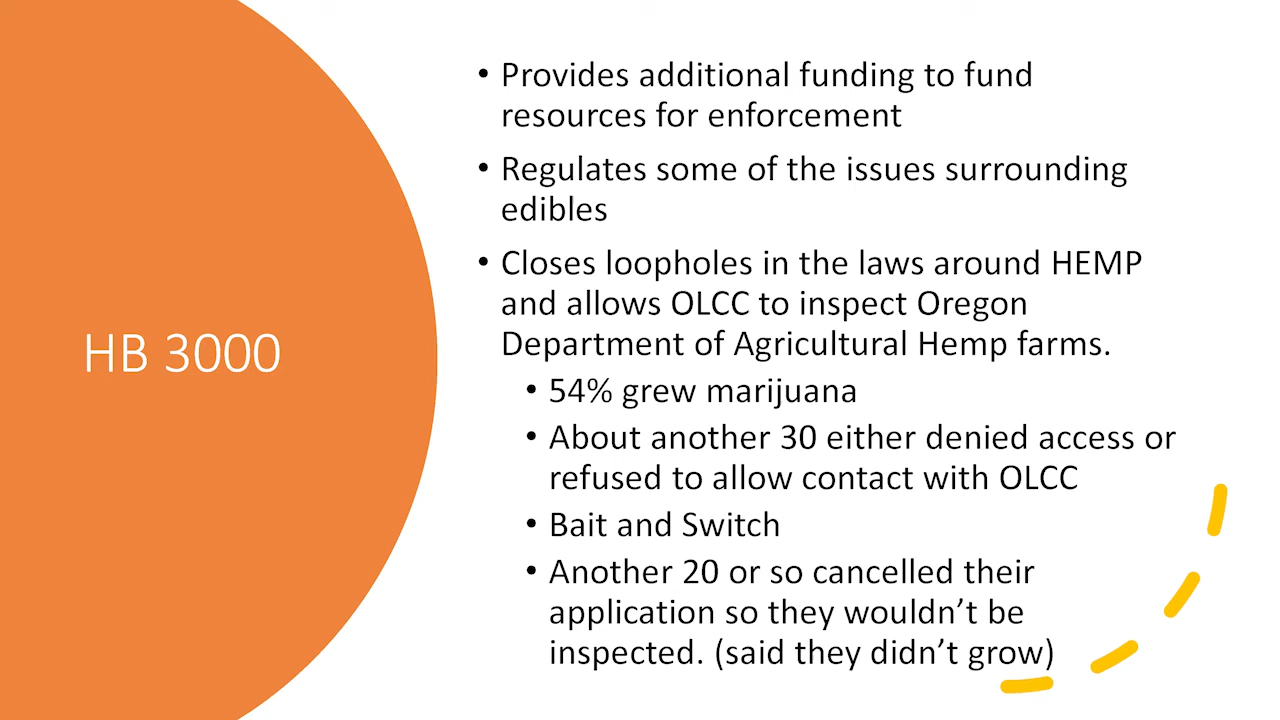 HB 3000
• Provides additional funding to fund
resources for enforcement
• Regulates some of the issues surrounding
edibles
• Closes loopholes in the laws around HEMP
and allows OLCC to inspect Oregon
Department of Agricultural Hemp farms.
• 54% grew marijuana
• About another 30 either denied access or
refused to allow contact with OLCC
• Bait and Switch
• Another 20 or so cancelled their
application so they wouldn’t be
inspected. (said they didn’t grow)